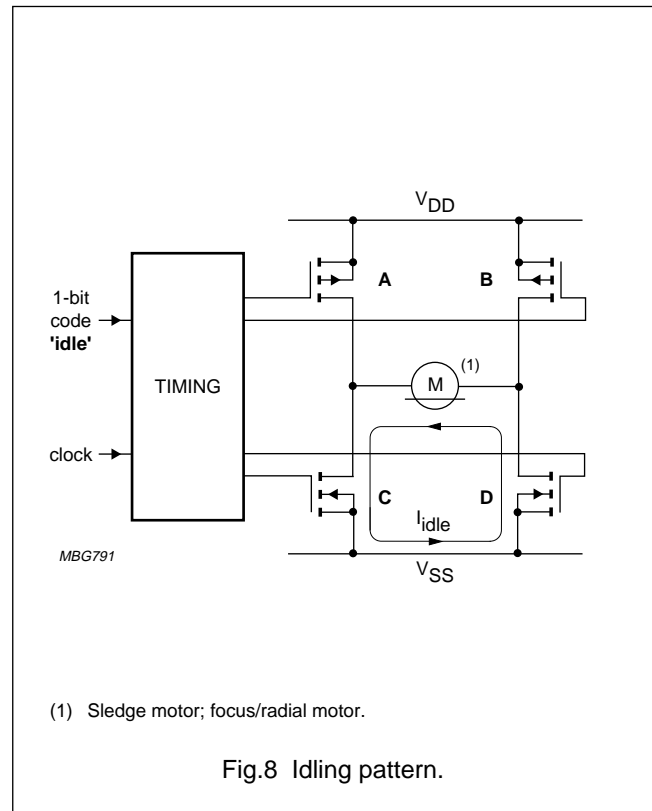 VDD
A
B
1-bit
code
'idle'
M
(1)
TIMING
clock
C
D
Iidle
MBG791
VSS
(1) Sledge motor; focus/radial motor.
Fig.8 Idling pattern.